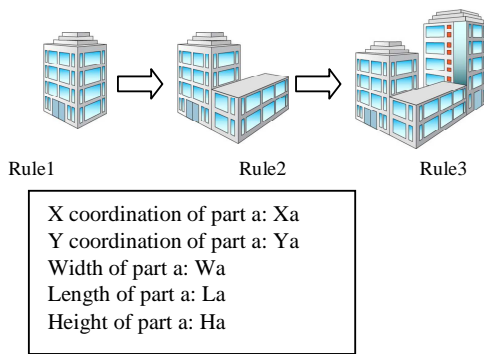 Rule1 Rule2 Rule3
X coordination of part a: Xa
Y coordination of part a: Ya
Width of part a: Wa
Length of part a: La
Height of part a: Ha